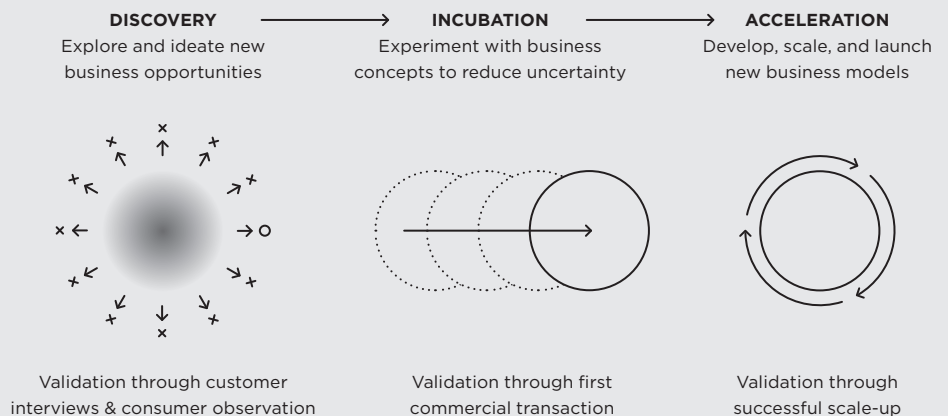 DISCOVERY
Explore and ideate new
business opportunities
INCUBATION
Experiment with business
concepts to reduce uncertainty
ACCELERATION
Develop, scale, and launch
new business models
Validation through customer
interviews & consumer observation
Validation through first
commercial transaction
Validation through
successful scale-up